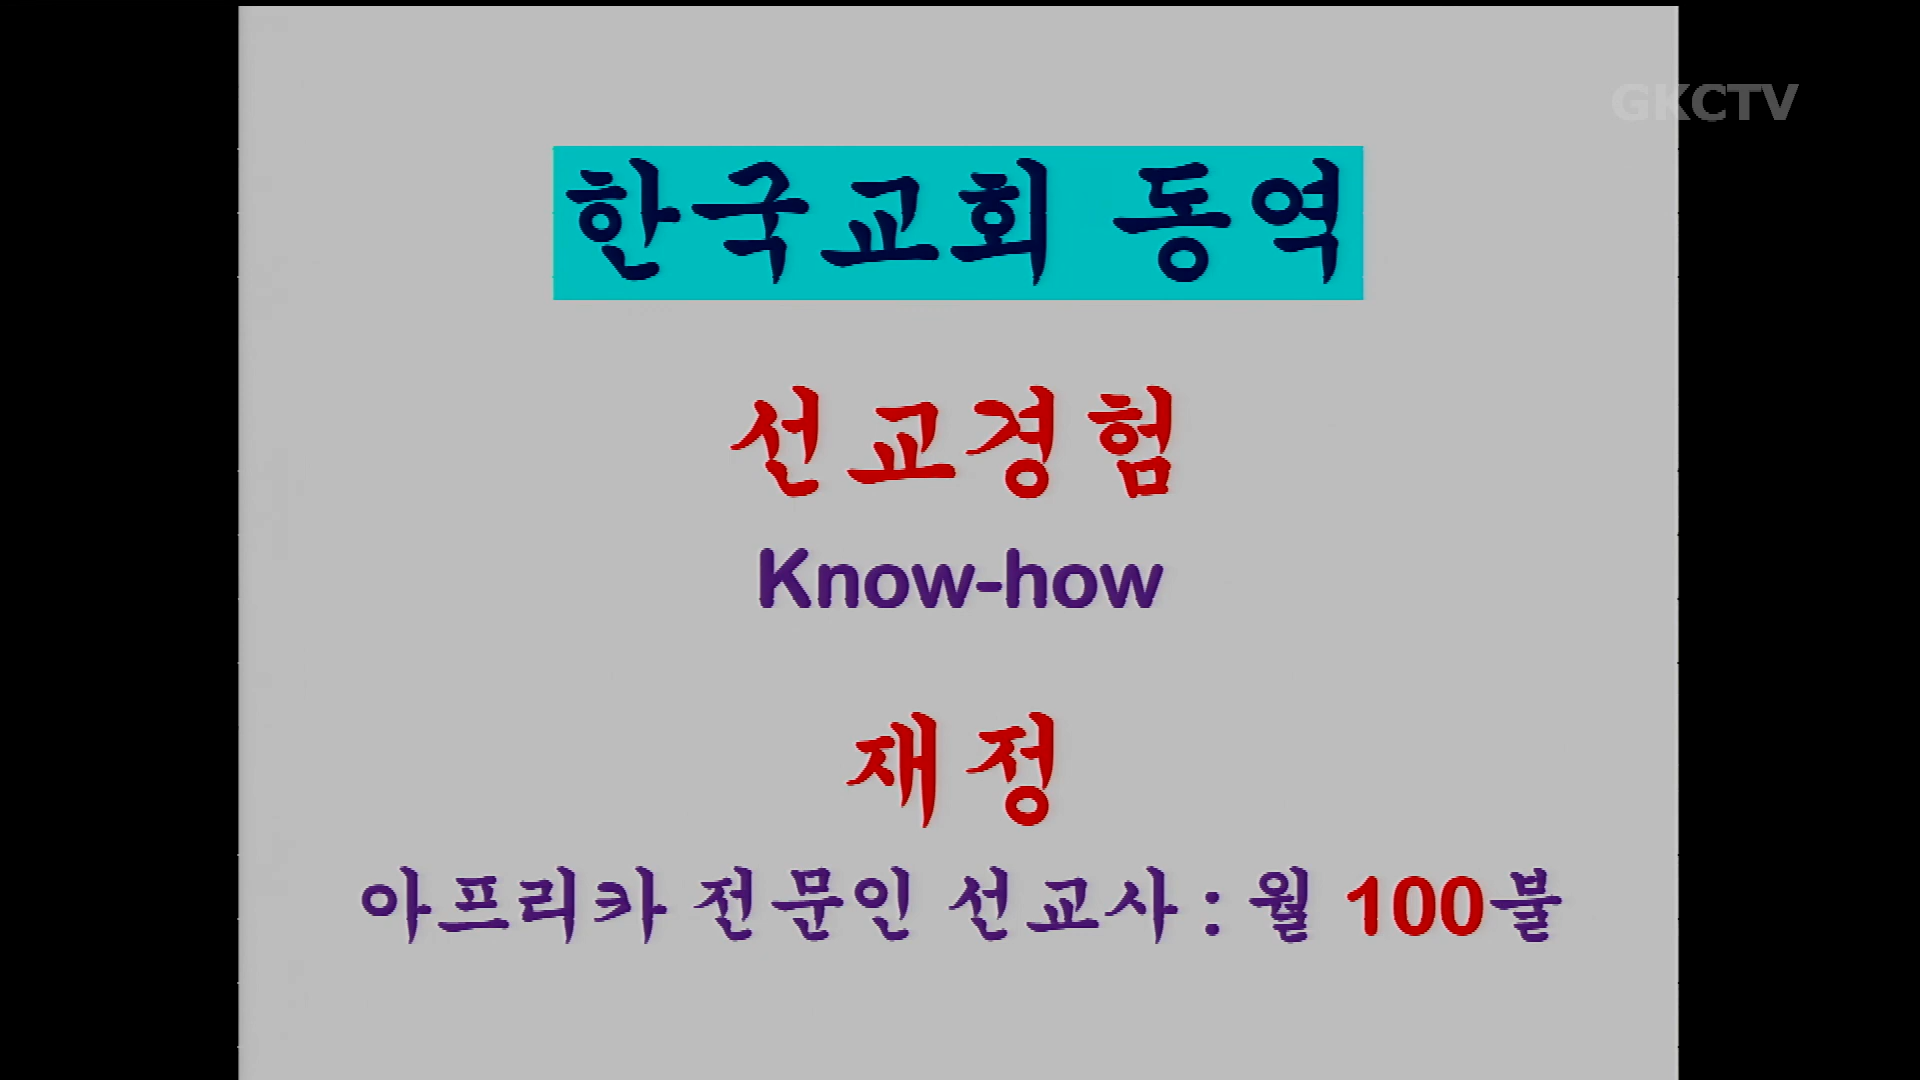 GKCTV
한국교회 동역
선교경험
Know-how
재정
아프리카 전문인 선교사 : 월 100불